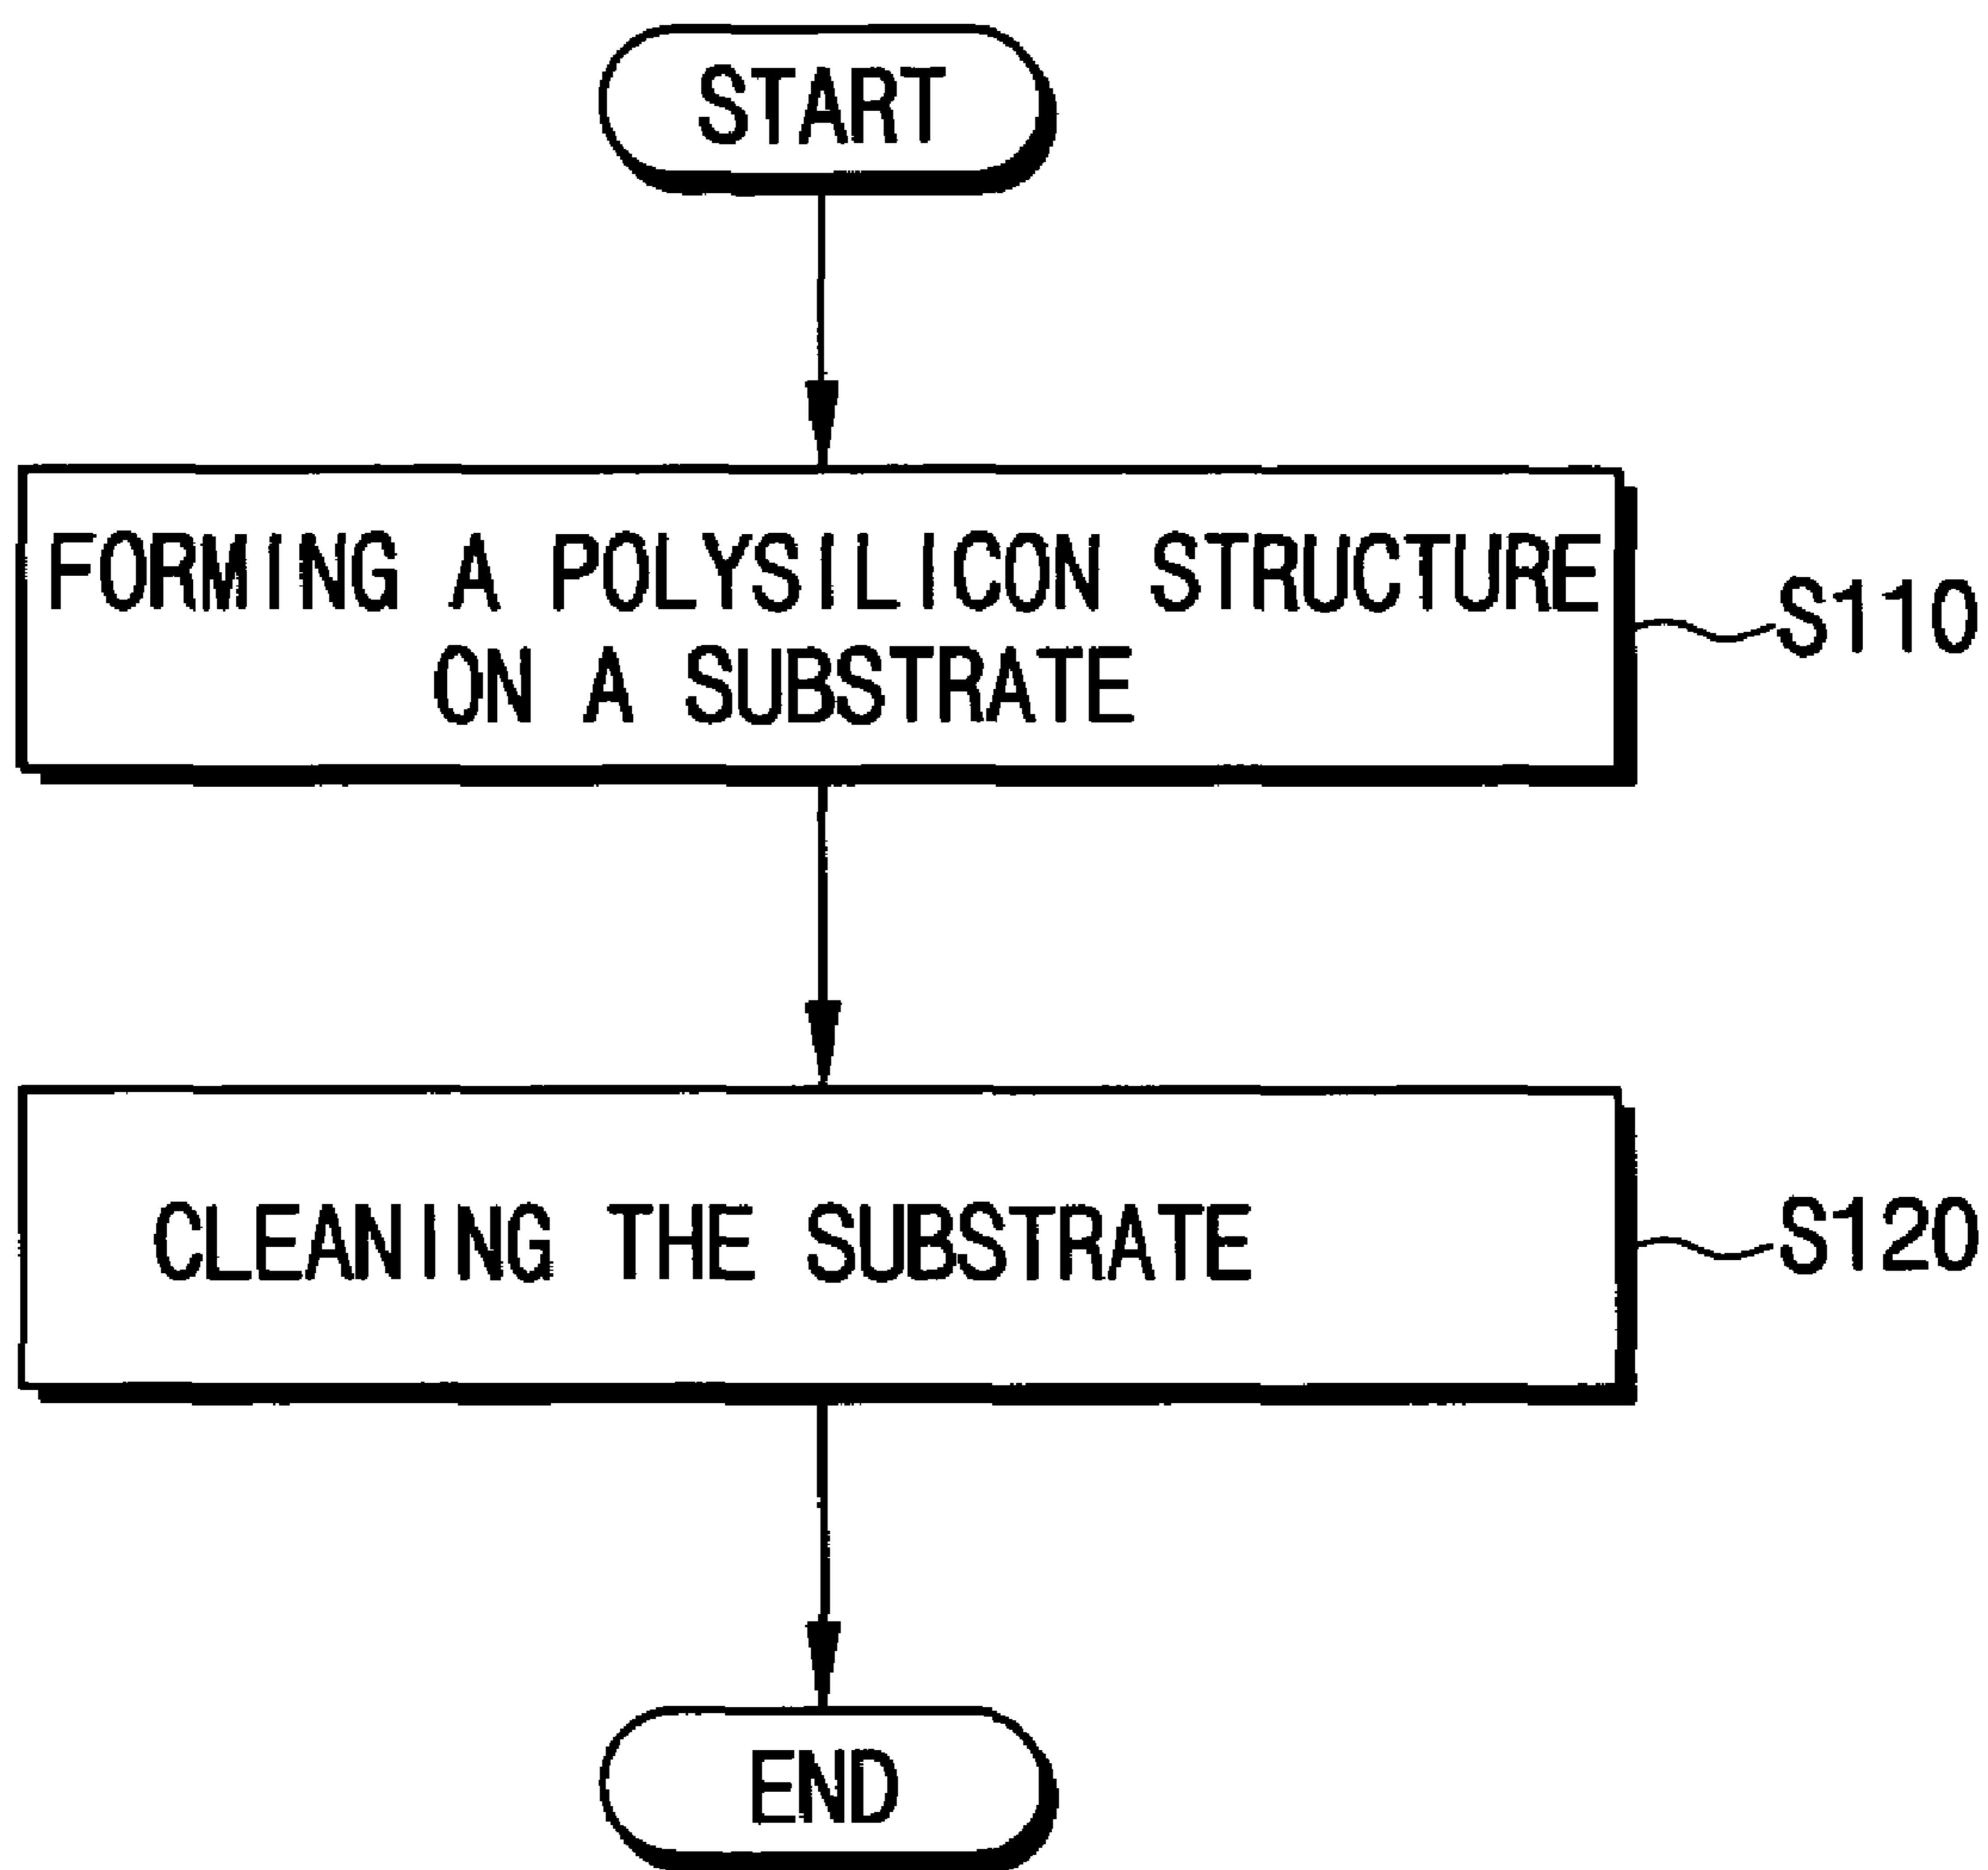 START
FORMING A POLYSILICON STRUCTURE
ON A SUBSTRATE
S110
CLEANING THE SUBSTRATE
S120
END